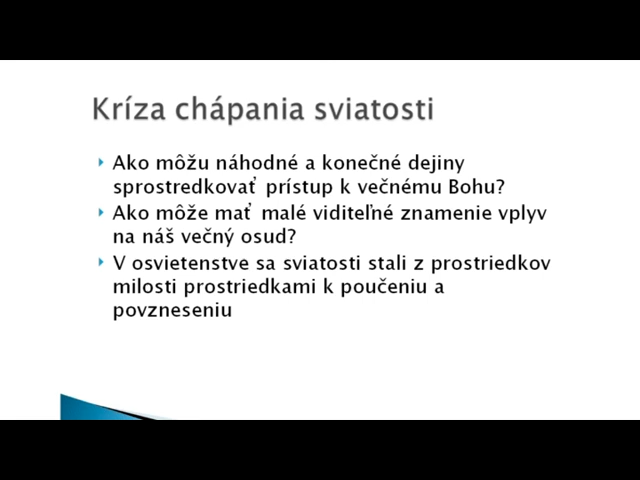 Kríza chápania sviatosti
Ako môžu náhodné a konečné dejiny
sprostredkovať prístup k večnému Bohu?
Ako môže mať malé viditeľné znamenie vplyv
na náš večný osud?
V osvietenstve sa sviatosti stali z prostriedkov
milosti prostriedkami k poučeniu a
povzneseniu